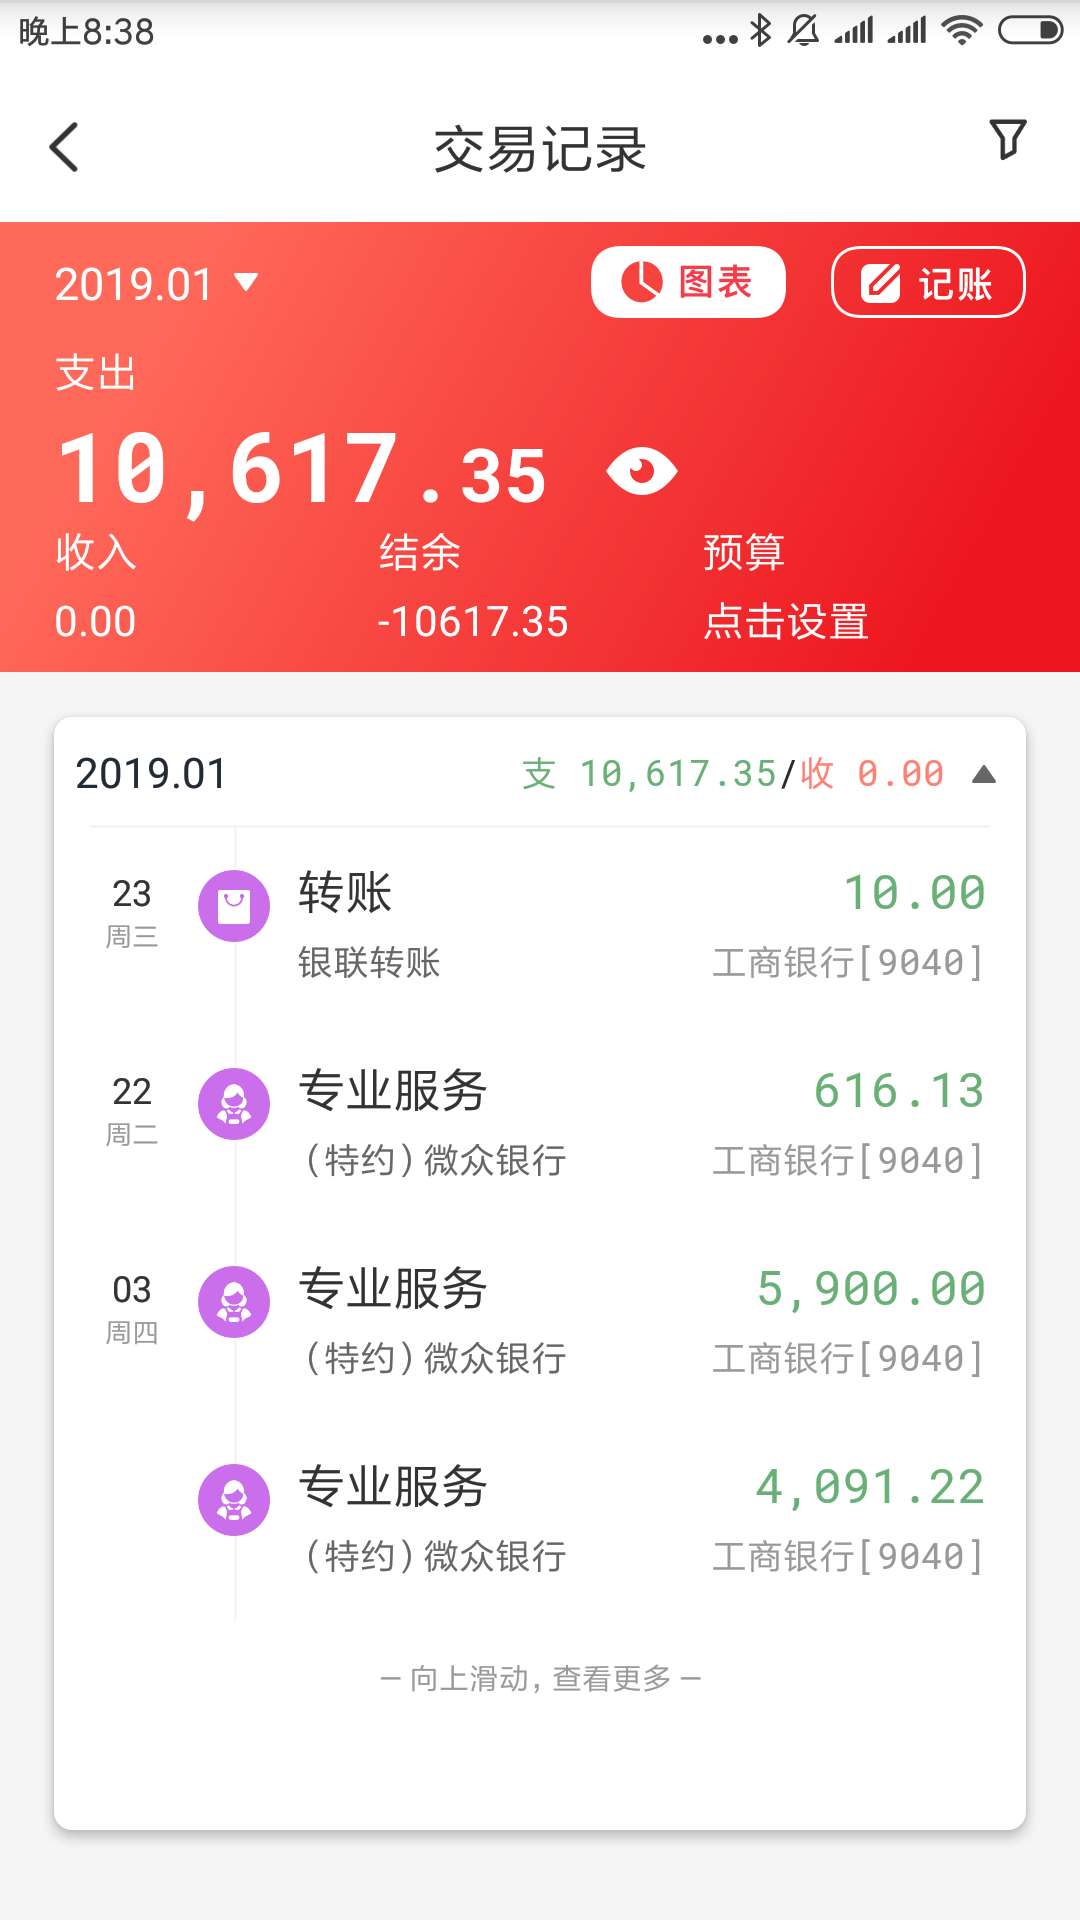 晚上8:38
交易记录
2019.01
图表
记账
支出
10,617.35
收入 结余 预算
0.00 -10617.35 点击设置
2019.01 支 10,617.35/收 0.00
23 转账 10.00
周三 银联转账 工商银行[9040]
22 专业服务 616.13
周二 (特约)微众银行 工商银行[9040]
03 专业服务 5,900.00
周四 (特约)微众银行 工商银行[9040]
专业服务 4,091.22
(特约)微众银行 工商银行[9040]
— 向上滑动,查看更多 —